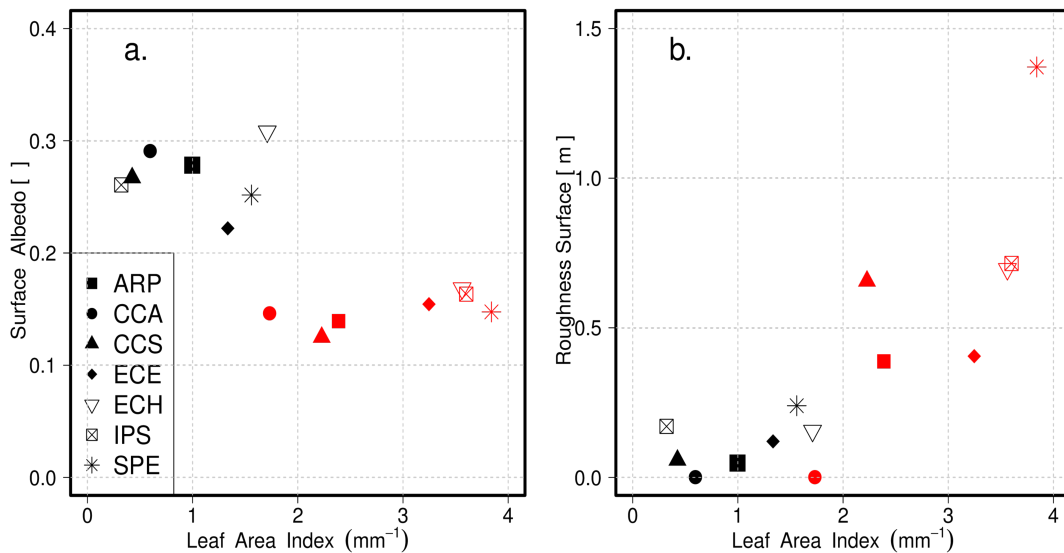 a.
0.4
0.3
0.2
0.1
0.0
Surface Albedo [ ]
ARP
CCA
CCS
ECE
ECH
IPS
SPE
0 1 2 3 4
Leaf Area Index (mm⁻¹)
b.
1.5
1.0
0.5
0.0
Roughness Surface [ m ]
0 1 2 3 4
Leaf Area Index (mm⁻¹)